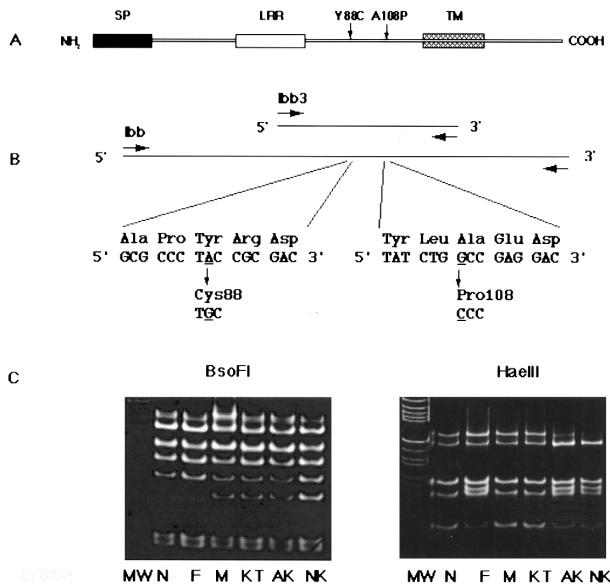 SP LRR Y88C A108P TM
A NH2 COOH
Ibb3
5' 3'
Ibb
B 5' 3'
Ala Pro Tyr Arg Asp Tyr Leu Ala Glu Asp
5' GCG CCC TAC CGC GAC 3' 5' TAT CTG GCC GAG GAC 3'
Cys88 Pro108
TGC CCC
C BsoFI HaeIII
MW N F M KT AK NK MW N F M KT AK NK